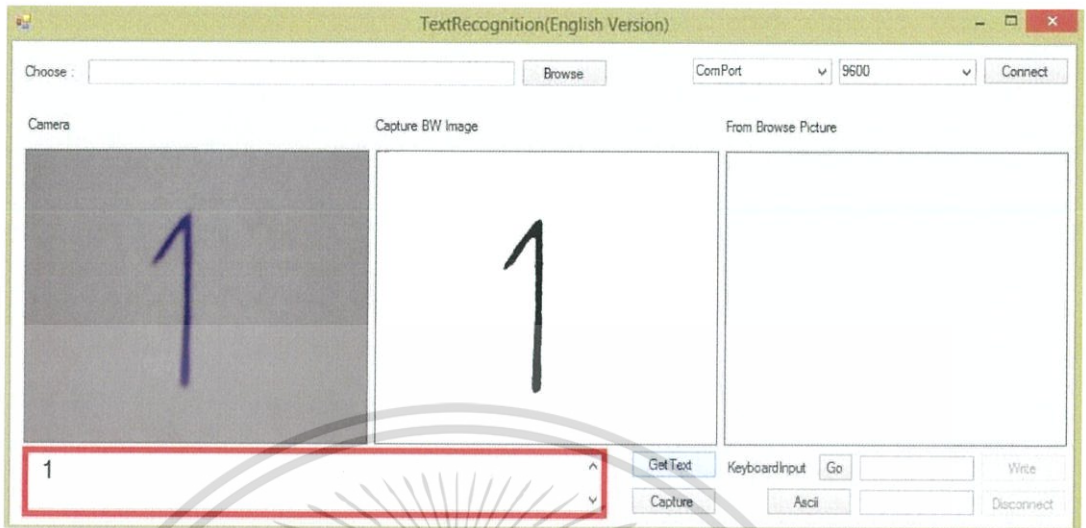 TextRecognition(English Version)
Choose :
Browse
ComPort
9600
Connect
Camera
Capture BW Image
From Browse Picture
1
1
1
Get Text
KeyboardInput
Go
Write
Capture
Ascii
Disconnect